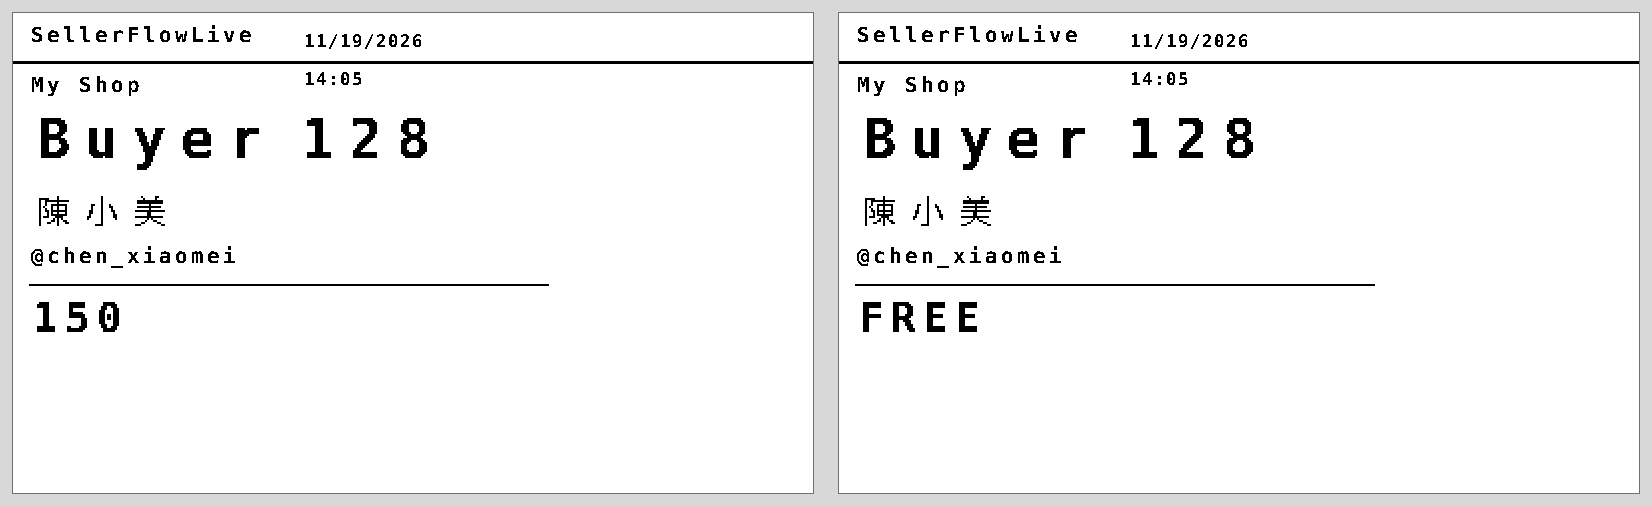 SellerFlowLive 11/19/2026
My Shop 14:05
Buyer 128
陳小美
@chen_xiaomei
150
SellerFlowLive 11/19/2026
My Shop 14:05
Buyer 128
陳小美
@chen_xiaomei
FREE